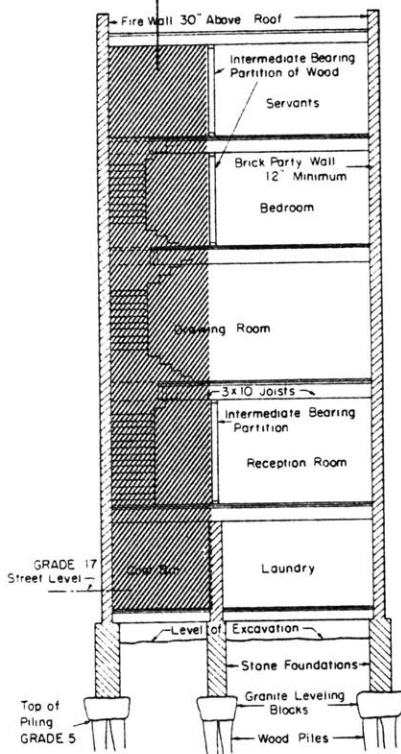 Fire Wall 30" Above Roof
Intermediate Bearing
Partition of Wood
Servants
Brick Party Wall
12" Minimum
Bedroom
Drawing Room
3x10 Joists
Intermediate Bearing
Partition
Reception Room
GRADE 17
Street Level
Coal Bin
Laundry
Level of Excavation
Stone Foundations
Granite Leveling
Blocks
Top of
Piling
GRADE 5
Wood Piles